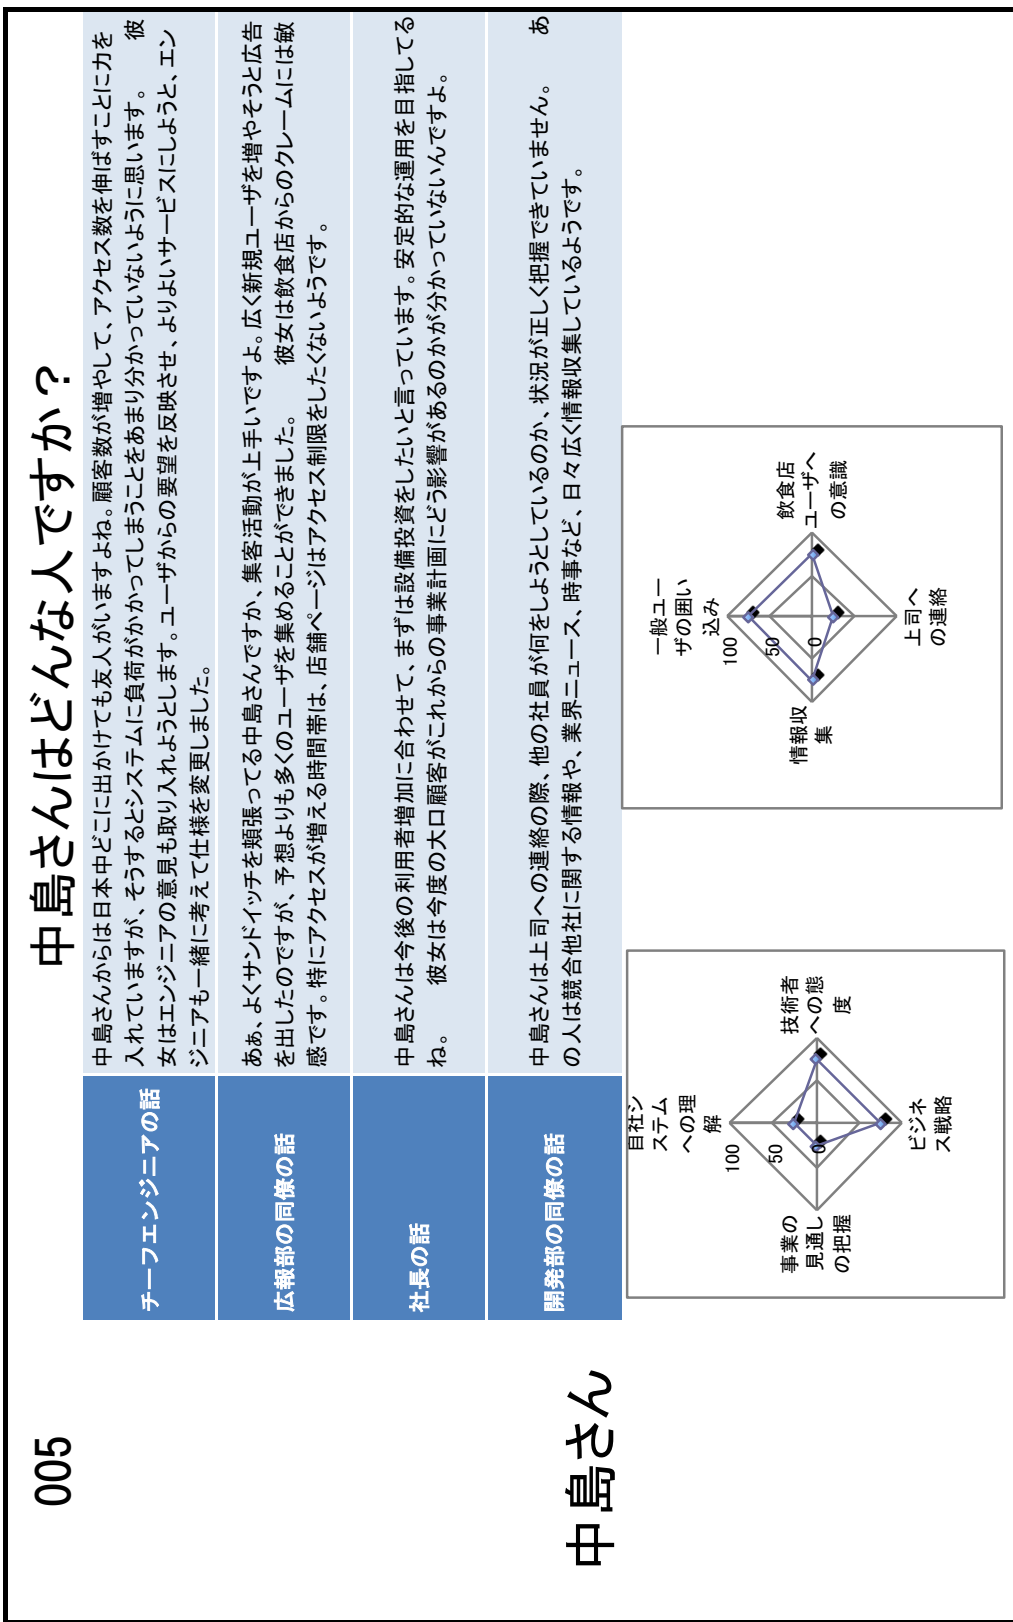 005
中島さんはどんな人ですか？
チーフエンジニアの話
中島さんからは日本中どこに出かけても友人がいますよね。顧客数が増やして、アクセス数を伸ばすことに力を
入れていますが、そうするとシステムに負荷がかかってしまうことをあまり分かっていないように思います。　　彼
女はエンジニアの意見も取り入れようとします。ユーザからの要望を反映させ、よりよいサービスにしようと、エン
ジニアも一緒に考えて仕様を変更しました。
広報部の同僚の話
あぁ、よくサンドイッチを頬張ってる中島さんですか、集客活動が上手いですよ。広く新規ユーザを増やそうと広告
を出したのですが、予想よりも多くのユーザを集めることができました。　　彼女は飲食店からのクレームには敏
感です。特にアクセスが増える時間帯は、店舗ページはアクセス制限をしたくないようです。
社長の話
中島さんは今後の利用者増加に合わせて、まずは設備投資をしたいと言っています。安定的な運用を目指してる
ね。　　彼女は今度の大口顧客がこれからの事業計画にどう影響があるのかが分かっていないんですよ。
開発部の同僚の話
中島さんは上司への連絡の際、他の社員が何をしようとしているのか、状況が正しく把握できていません。　　あ
の人は競合他社に関する情報や、業界ニュース、時事など、日々広く情報収集しているようです。
中島さん
自社シ
ステム
への理
解
100
50
0
技術者
への態
度
ビジネ
ス戦略
事業の
見通し
の把握
一般ユー
ザの囲い
込み
100
50
0
飲食店
ユーザへ
の意識
上司へ
の連絡
情報収
集